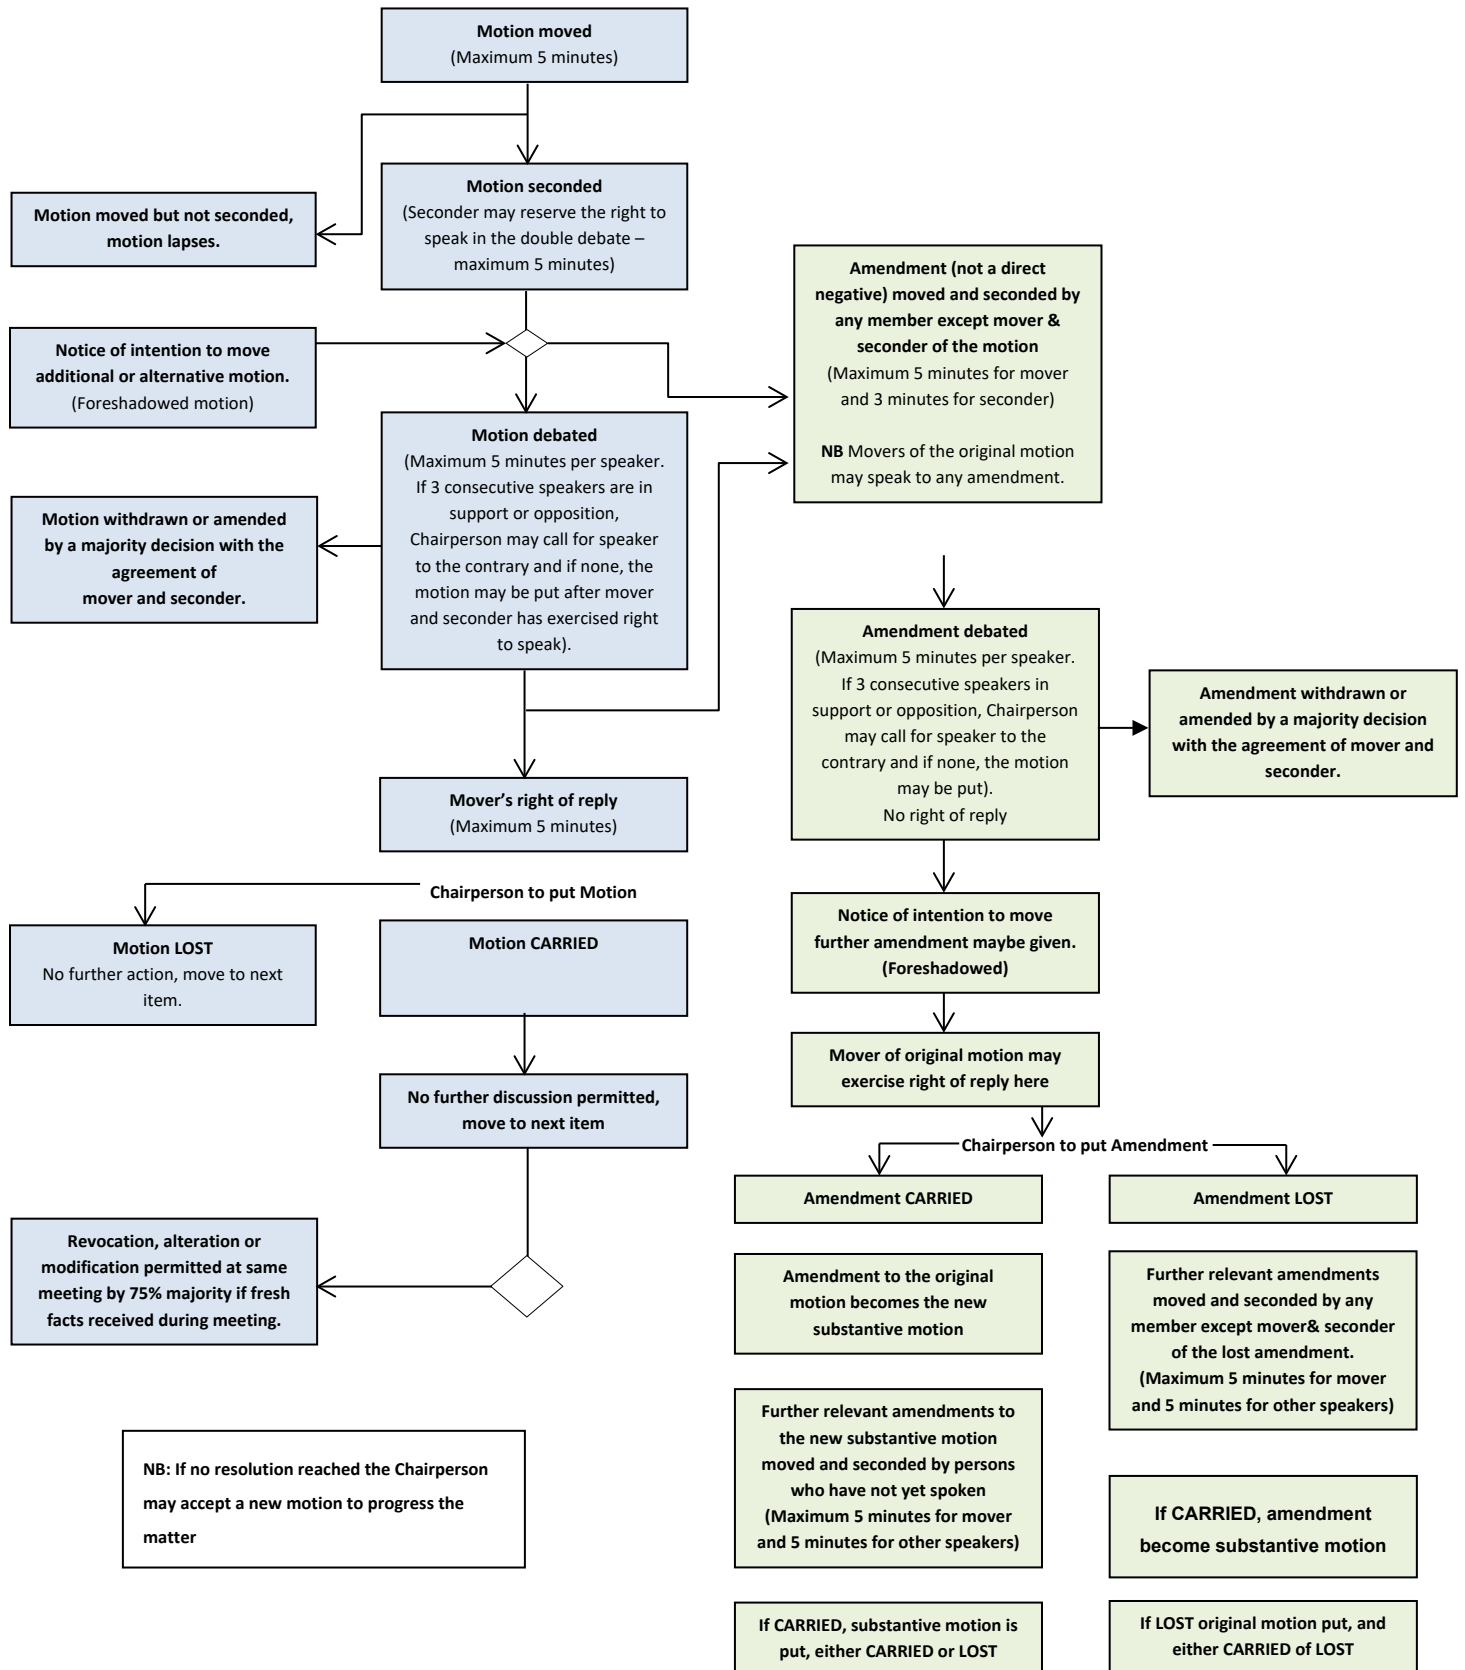 Motion moved
(Maximum 5 minutes)
Motion seconded
(Seconder may reserve the right to
speak in the double debate –
maximum 5 minutes)
Motion moved but not seconded,
motion lapses.
Notice of intention to move
additional or alternative motion.
(Foreshadowed motion)
Motion debated
(Maximum 5 minutes per speaker.
If 3 consecutive speakers are in
support or opposition,
Chairperson may call for speaker
to the contrary and if none, the
motion may be put after mover
and seconder has exercised right
to speak).
Motion withdrawn or amended
by a majority decision with the
agreement of
mover and seconder.
Mover’s right of reply
(Maximum 5 minutes)
Chairperson to put Motion
Motion LOST
No further action, move to next
item.
Motion CARRIED
No further discussion permitted,
move to next item
Revocation, alteration or
modification permitted at same
meeting by 75% majority if fresh
facts received during meeting.
NB: If no resolution reached the Chairperson
may accept a new motion to progress the
matter
Amendment (not a direct
negative) moved and seconded by
any member except mover &
seconder of the motion
(Maximum 5 minutes for mover
and 3 minutes for seconder)
NB Movers of the original motion
may speak to any amendment.
Amendment debated
(Maximum 5 minutes per speaker.
If 3 consecutive speakers in
support or opposition, Chairperson
may call for speaker to the
contrary and if none, the motion
may be put).
No right of reply
Amendment withdrawn or
amended by a majority decision
with the agreement of mover and
seconder.
Notice of intention to move
further amendment maybe given.
(Foreshadowed)
Mover of original motion may
exercise right of reply here
Chairperson to put Amendment
Amendment CARRIED
Amendment to the original
motion becomes the new
substantive motion
Further relevant amendments to
the new substantive motion
moved and seconded by persons
who have not yet spoken
(Maximum 5 minutes for mover
and 5 minutes for other speakers)
If CARRIED, substantive motion is
put, either CARRIED or LOST
Amendment LOST
Further relevant amendments
moved and seconded by any
member except mover& seconder
of the lost amendment.
(Maximum 5 minutes for mover
and 5 minutes for other speakers)
If CARRIED, amendment
become substantive motion
If LOST original motion put, and
either CARRIED of LOST